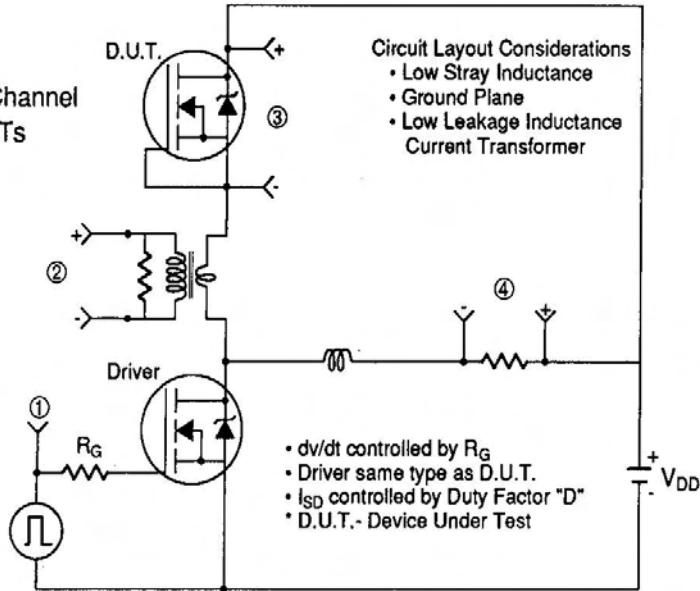 D.U.T.
+
Channel
Ts
③
-
Circuit Layout Considerations
• Low Stray Inductance
• Ground Plane
• Low Leakage Inductance
Current Transformer
+
②
-
④
- +
Driver
①
RG
• dv/dt controlled by RG
• Driver same type as D.U.T.
• ISD controlled by Duty Factor "D"
* D.U.T.- Device Under Test
+
VDD
-